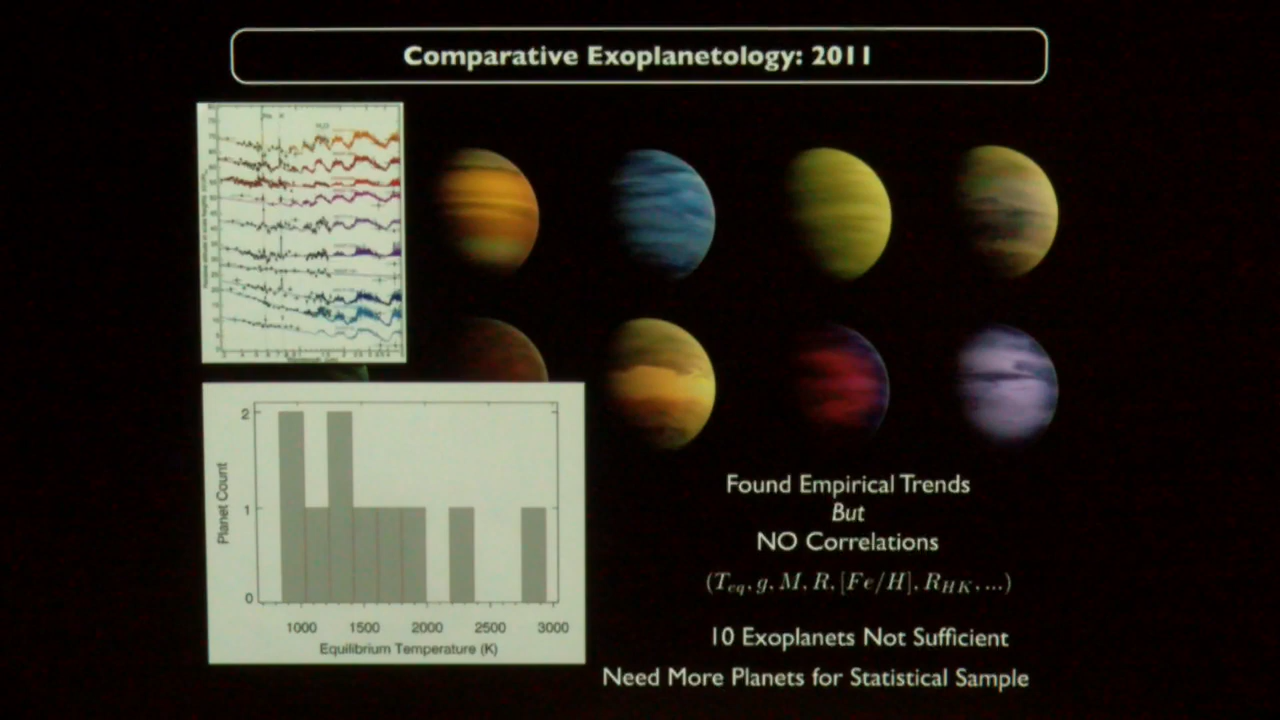 Comparative Exoplanetology: 2011
2
1
0
Planet Count
1000 1500 2000 2500 3000
Equilibrium Temperature (K)
Found Empirical Trends
But
NO Correlations
(T_eq, g, M, R, [Fe/H], R_HK, ...)
10 Exoplanets Not Sufficient
Need More Planets for Statistical Sample